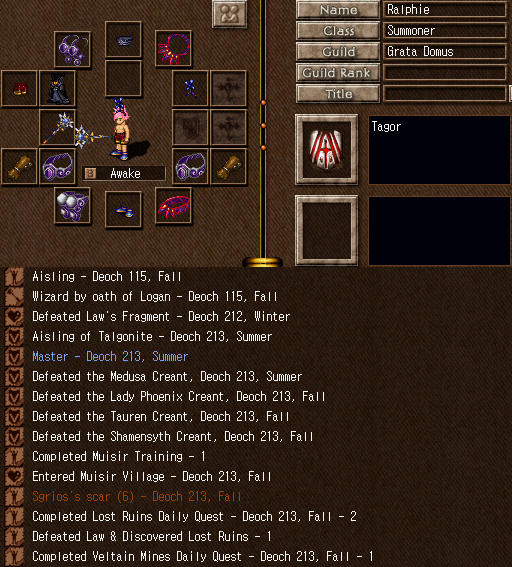 Name Ralphie
Class Summoner
Guild Grata Domus
Guild Rank
Title
Tagor
Awake
Aisling - Deoch 115, Fall
Wizard by oath of Logan - Deoch 115, Fall
Defeated Law's Fragment - Deoch 212, Winter
Aisling of Talgonite - Deoch 213, Summer
Master - Deoch 213, Summer
Defeated the Medusa Creant, Deoch 213, Summer
Defeated the Lady Phoenix Creant, Deoch 213, Fall
Defeated the Tauren Creant, Deoch 213, Fall
Defeated the Shamensyth Creant, Deoch 213, Fall
Completed Muisir Training - 1
Entered Muisir Village - Deoch 213, Fall
Sgrios's scar (6) - Deoch 213, Fall
Completed Lost Ruins Daily Quest - Deoch 213, Fall - 2
Defeated Law & Discovered Lost Ruins - 1
Completed Veltain Mines Daily Quest - Deoch 213, Fall - 1